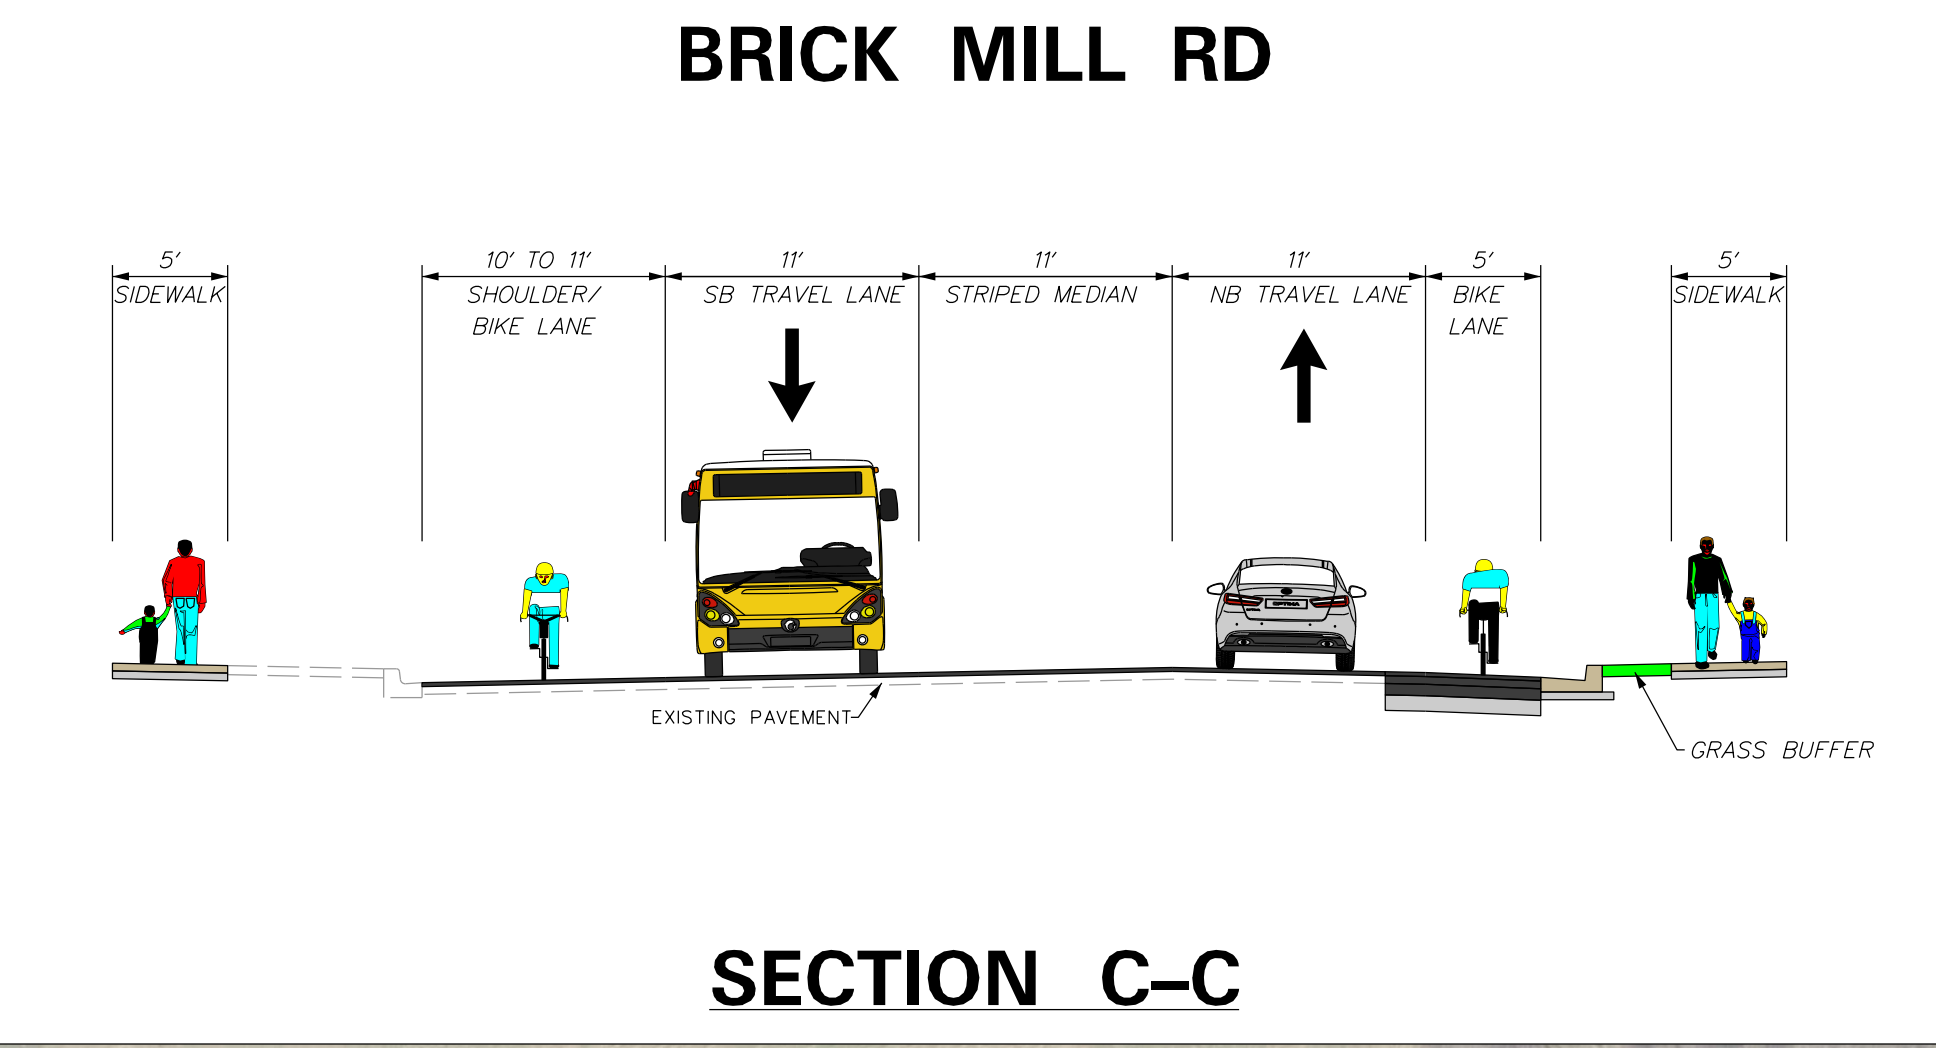 BRICK MILL RD
5'
10' TO 11'
11'
11'
11'
5'
5'
SIDEWALK
SHOULDER/
BIKE LANE
SB TRAVEL LANE
STRIPED MEDIAN
NB TRAVEL LANE
BIKE
LANE
SIDEWALK
OPTIMA
EXISTING PAVEMENT
GRASS BUFFER
SECTION C-C